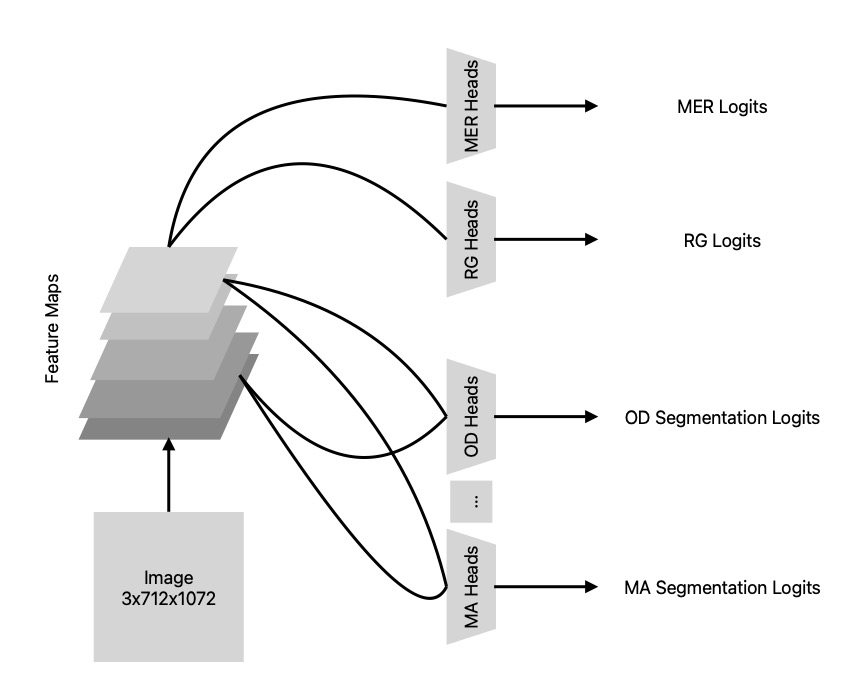 MER Heads
MER Logits
RG Heads
RG Logits
Feature Maps
OD Heads
OD Segmentation Logits
...
Image
3x712x1072
MA Heads
MA Segmentation Logits